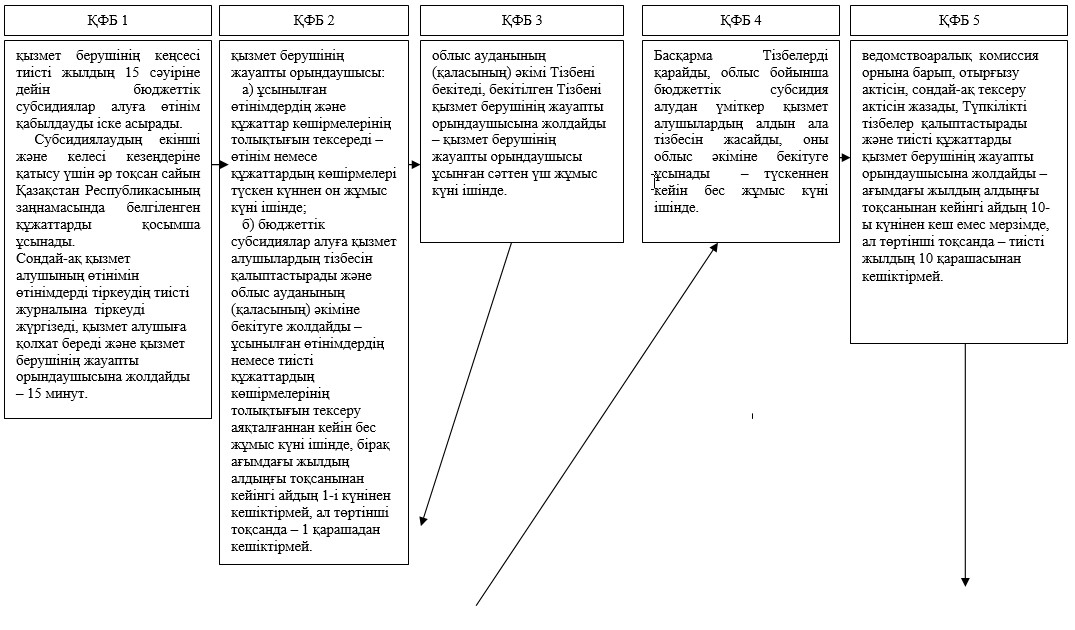 ҚФБ 1
қызмет берушінің кеңсесі
тиісті жылдың 15 сәуіріне
дейін бюджеттік
субсидиялар алуға өтінім
қабылдауды іске асырады.
Субсидиялаудың екінші
және келесі кезеңдеріне
қатысу үшін әр тоқсан сайын
Қазақстан Республикасының
заңнамасында белгіленген
құжаттарды қосымша
ұсынады.
Сондай-ақ қызмет
алушының өтінімін
өтінімдерді тіркеудің тиісті
журналына тіркеуді
жүргізеді, қызмет алушыға
қолхат береді және қызмет
берушінің жауапты
орындаушысына жолдайды
– 15 минут.
ҚФБ 2
қызмет берушінің
жауапты орындаушысы:
а) ұсынылған
өтінімдердің және
құжаттар көшірмелерінің
толықтығын тексереді –
өтінім немесе
құжаттардың көшірмелері
түскен күннен он жұмыс
күні ішінде;
б) бюджеттік
субсидиялар алуға қызмет
алушылардың тізбесін
қалыптастырады және
облыс ауданының
(қаласының) әкіміне
бекітуге жолдайды –
ұсынылған өтінімдердің
немесе тиісті
құжаттардың
көшірмелерінің
толықтығын тексеру
аяқталғаннан кейін бес
жұмыс күні ішінде, бірақ
ағымдағы жылдың
алдыңғы тоқсанынан
кейінгі айдың 1-і күнінен
кешіктірмей, ал төртінші
тоқсанда – 1 қарашадан
кешіктірмей.
ҚФБ 3
облыс ауданының
(қаласының) әкімі Тізбені
бекітеді, бекітілген Тізбені
қызмет берушінің жауапты
орындаушысына жолдайды
– қызмет берушінің
жауапты орындаушысы
ұсынған сәттен үш жұмыс
күні ішінде.
ҚФБ 4
Басқарма Тізбелерді
қарайды, облыс бойынша
бюджеттік субсидия
алудан үміткер қызмет
алушылардың алдын ала
тізбесін жасайды, оны
облыс әкіміне бекітуге
ұсынады – түскеннен
кейін бес жұмыс күні
ішінде.
ҚФБ 5
ведомствоаралық комиссия
орнына барып, отырғызу
актісін, сондай-ақ тексеру
актісін жазады, Түпкілікті
тізбелер қалыптастырады
және тиісті құжаттарды
қызмет берушінің жауапты
орындаушысына жолдайды –
ағымдағы жылдың алдыңғы
тоқсанынан кейінгі айдың 10-
ы күнінен кеш емес мерзімде,
ал төртінші тоқсанда – тиісті
жылдың 10 қарашасынан
кешіктірмей.